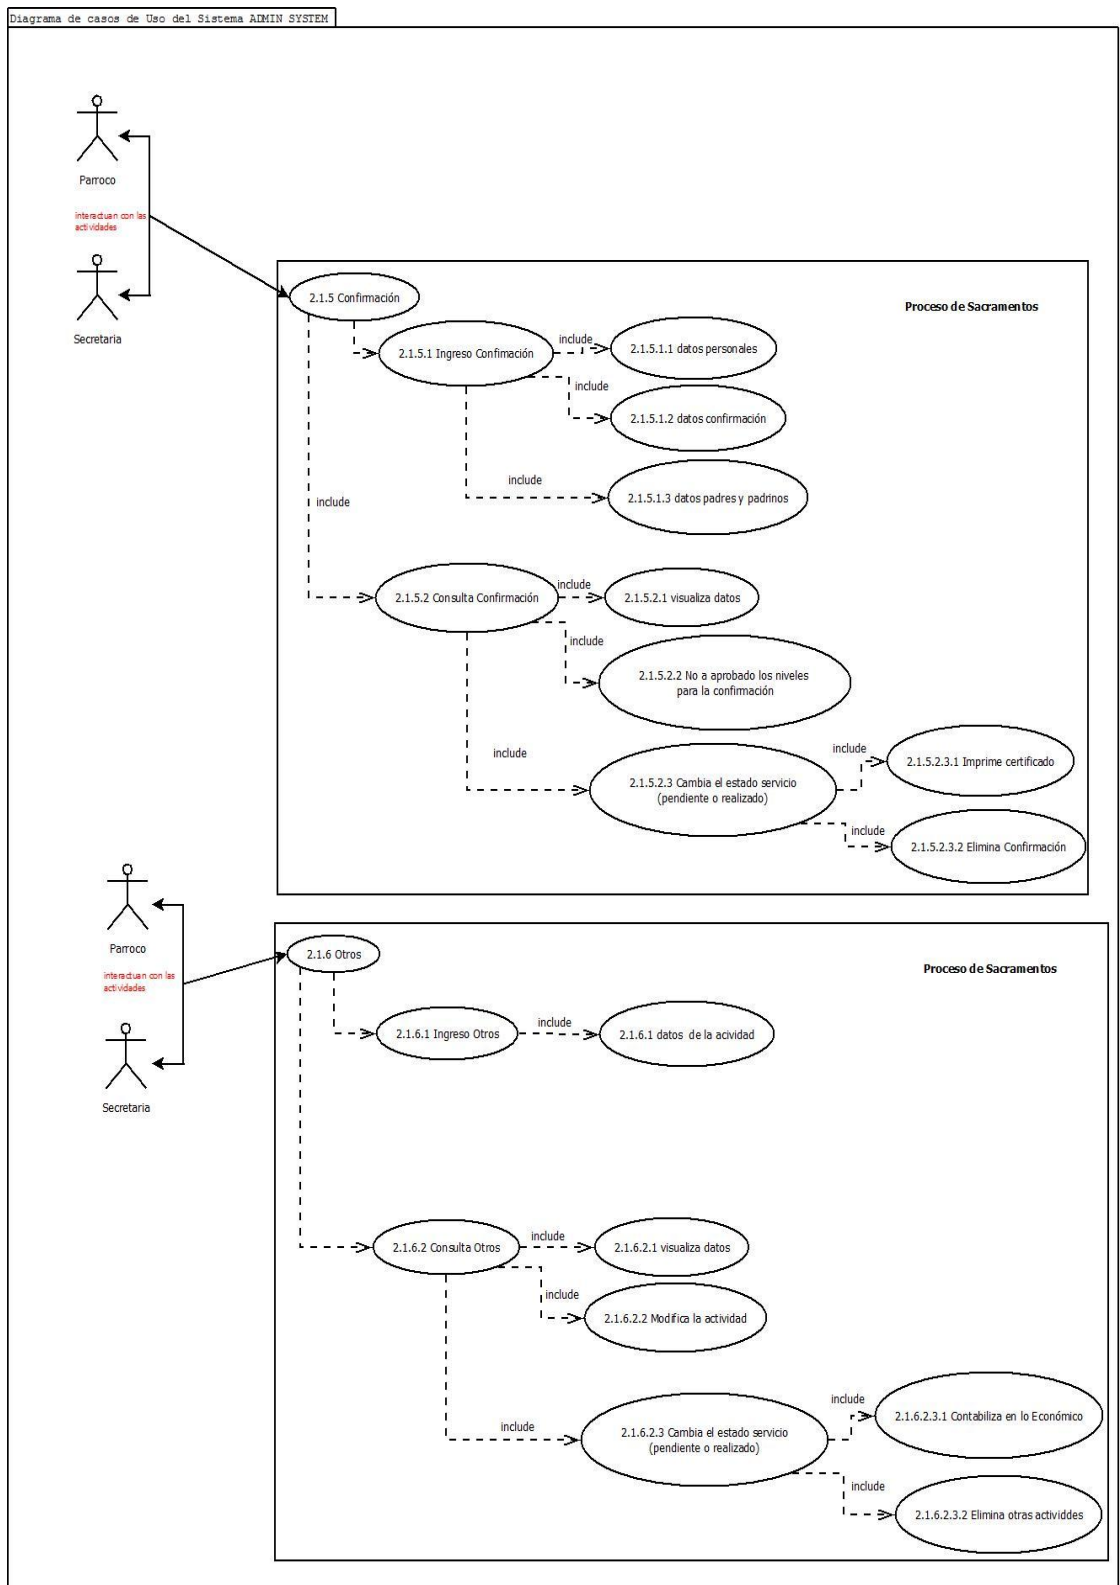 Diagrama de casos de Uso del Sistema ADMIN SYSTEM
Parroco
interactuan con las
actividades
Secretaria
Proceso de Sacramentos
2.1.5 Confirmación
2.1.5.1 Ingreso Confimación
include
2.1.5.1.1 datos personales
include
2.1.5.1.2 datos confirmación
include
2.1.5.1.3 datos padres y padrinos
include
2.1.5.2 Consulta Confirmación
include
2.1.5.2.1 visualiza datos
include
2.1.5.2.2 No a aprobado los niveles
para la confirmación
include
2.1.5.2.3 Cambia el estado servicio
(pendiente o realizado)
include
2.1.5.2.3.1 Imprime certificado
include
2.1.5.2.3.2 Elimina Confirmación
Parroco
interactuan con las
actividades
Secretaria
Proceso de Sacramentos
2.1.6 Otros
2.1.6.1 Ingreso Otros
include
2.1.6.1 datos de la acividad
2.1.6.2 Consulta Otros
include
2.1.6.2.1 visualiza datos
include
2.1.6.2.2 Modifica la actividad
include
2.1.6.2.3 Cambia el estado servicio
(pendiente o realizado)
include
2.1.6.2.3.1 Contabiliza en lo Económico
include
2.1.6.2.3.2 Elimina otras actividdes